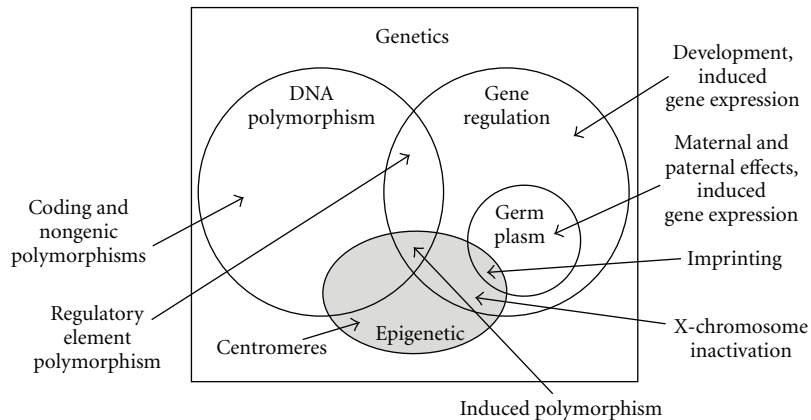 Genetics
DNA
polymorphism
Gene
regulation
Development,
induced
gene expression
Maternal and
paternal effects,
induced
gene expression
Germ
plasm
Coding and
nongenic
polymorphisms
Imprinting
Regulatory
element
polymorphism
Centromeres
Epigenetic
X-chromosome
inactivation
Induced polymorphism